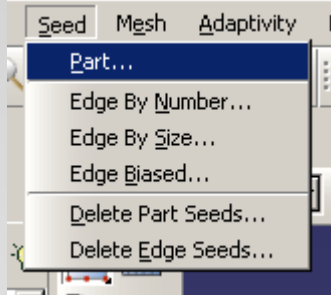 Seed Mesh Adaptivity
Part...
Edge By Number...
Edge By Size...
Edge Biased...
Delete Part Seeds...
Delete Edge Seeds...